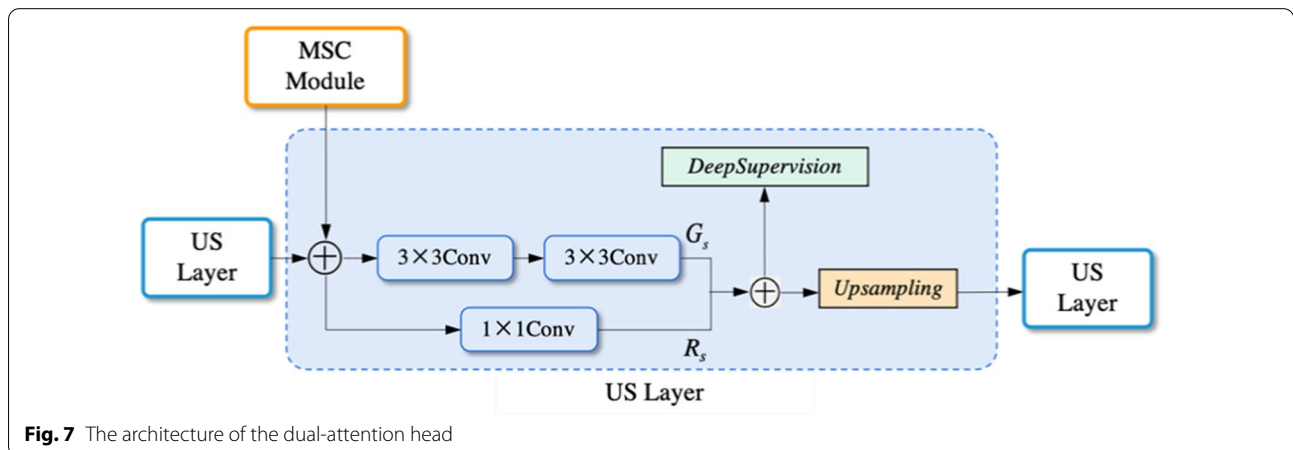 MSC
Module
DeepSupervision
US
Layer
3×3Conv
3×3Conv
G_s
Upsampling
US
Layer
1×1Conv
R_s
US Layer
Fig. 7 The architecture of the dual-attention head